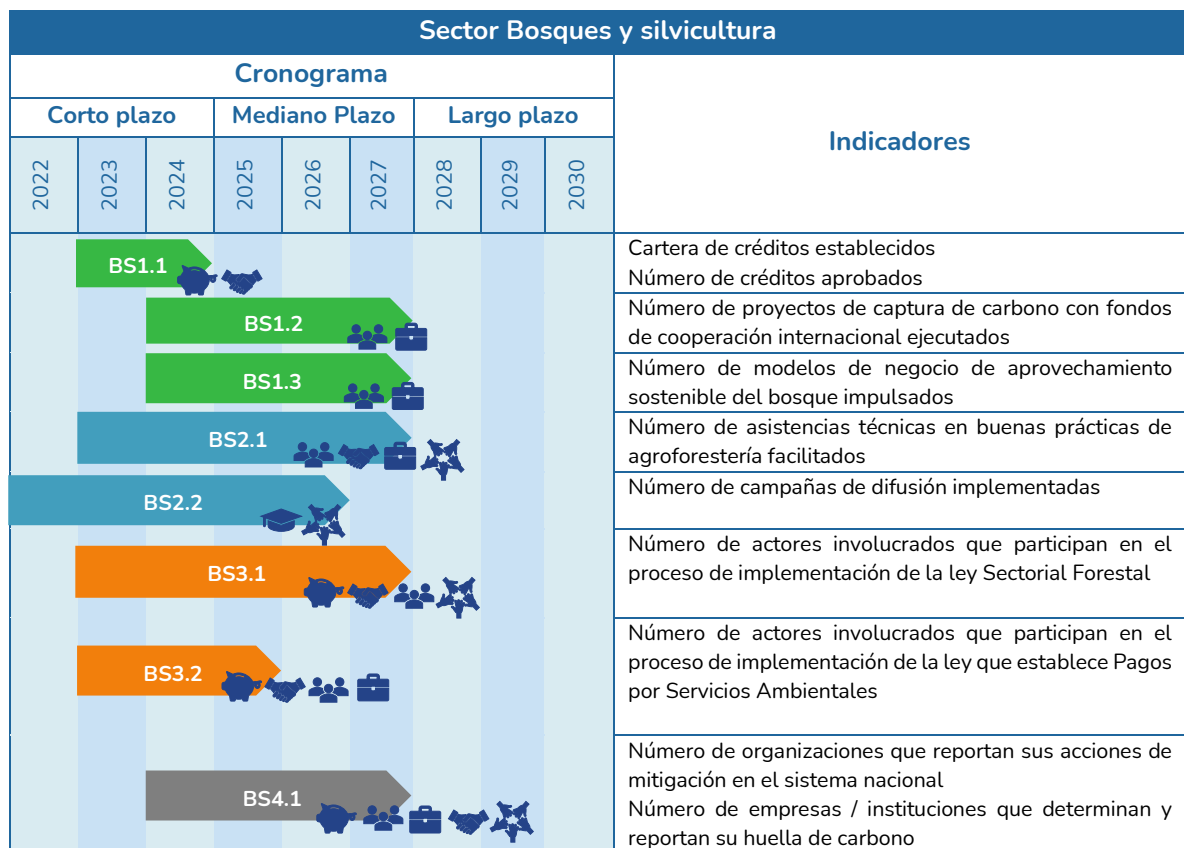 Sector Bosques y silvicultura
Cronograma
Indicadores
Corto plazo
Mediano Plazo
Largo plazo
2022
2023
2024
2025
2026
2027
2028
2029
2030
BS1.1
Cartera de créditos establecidos
Número de créditos aprobados
BS1.2
Número de proyectos de captura de carbono con fondos
de cooperación internacional ejecutados
BS1.3
Número de modelos de negocio de aprovechamiento
sostenible del bosque impulsados
BS2.1
Número de asistencias técnicas en buenas prácticas de
agroforestería facilitados
BS2.2
Número de campañas de difusión implementadas
BS3.1
Número de actores involucrados que participan en el
proceso de implementación de la ley Sectorial Forestal
BS3.2
Número de actores involucrados que participan en el
proceso de implementación de la ley que establece Pagos
por Servicios Ambientales
BS4.1
Número de organizaciones que reportan sus acciones de
mitigación en el sistema nacional
Número de empresas / instituciones que determinan y
reportan su huella de carbono